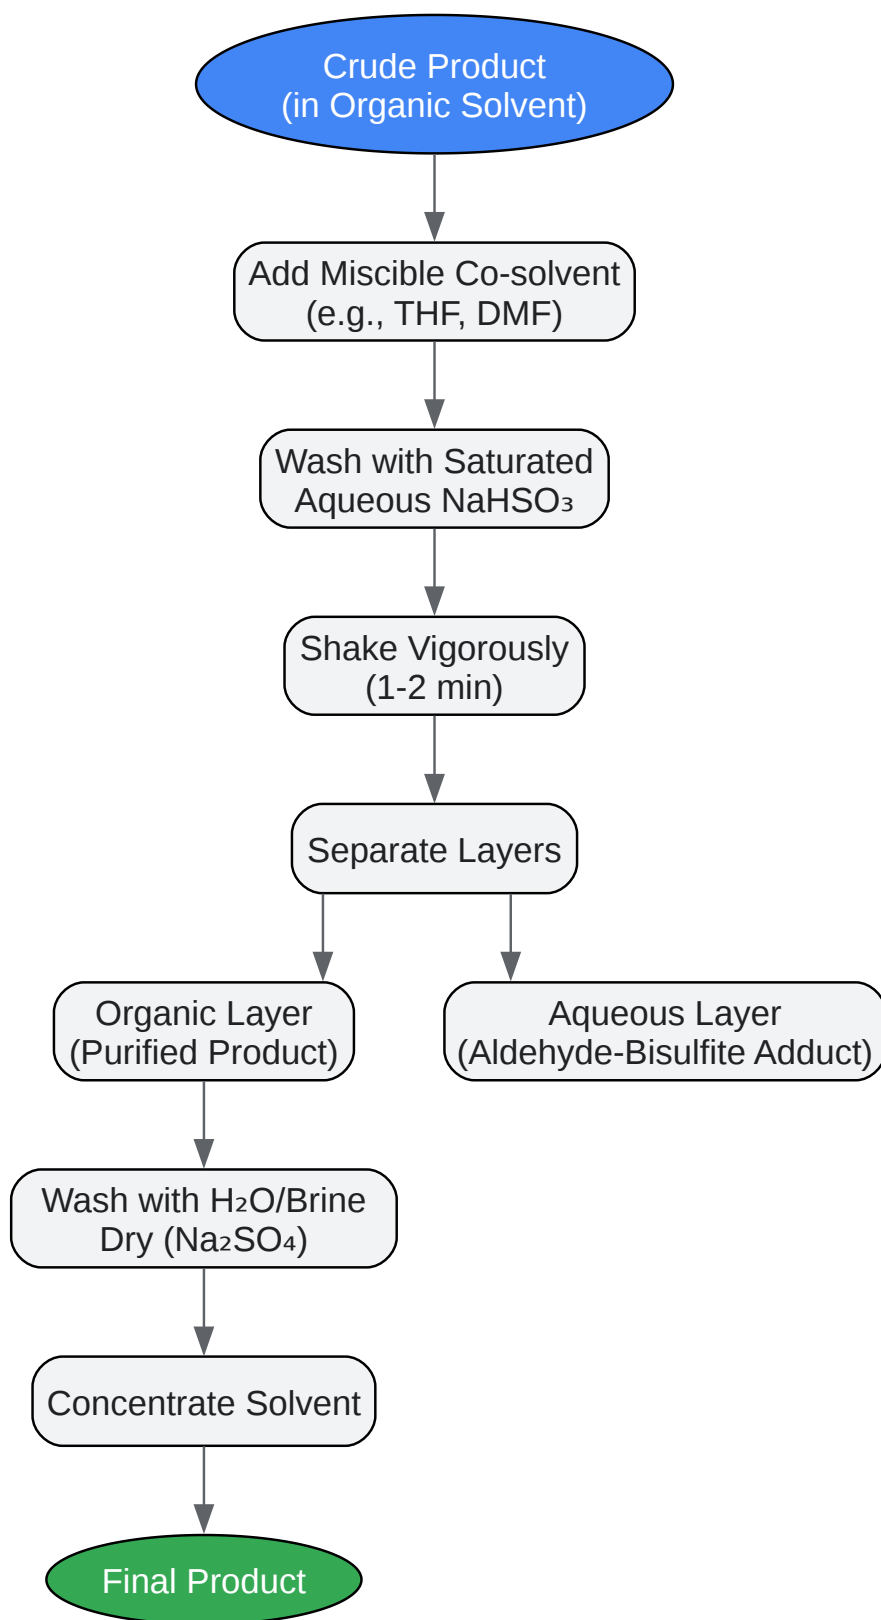 Crude Product
(in Organic Solvent)
Add Miscible Co-solvent
(e.g., THF, DMF)
Wash with Saturated
Aqueous NaHSO₃
Shake Vigorously
(1-2 min)
Separate Layers
Organic Layer
(Purified Product)
Aqueous Layer
(Aldehyde-Bisulfite Adduct)
Wash with H₂O/Brine
Dry (Na₂SO₄)
Concentrate Solvent
Final Product